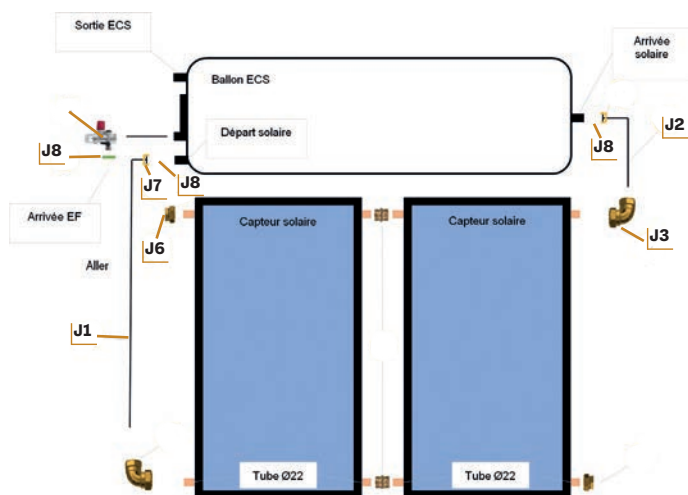 Sortie ECS
Arrivée
solaire
Ballon ECS
Départ solaire
J8
J2
J8
J8
J7
Arrivée EF
J6
Capteur solaire
Capteur solaire
J3
Aller
J1
Tube Ø22
Tube Ø22